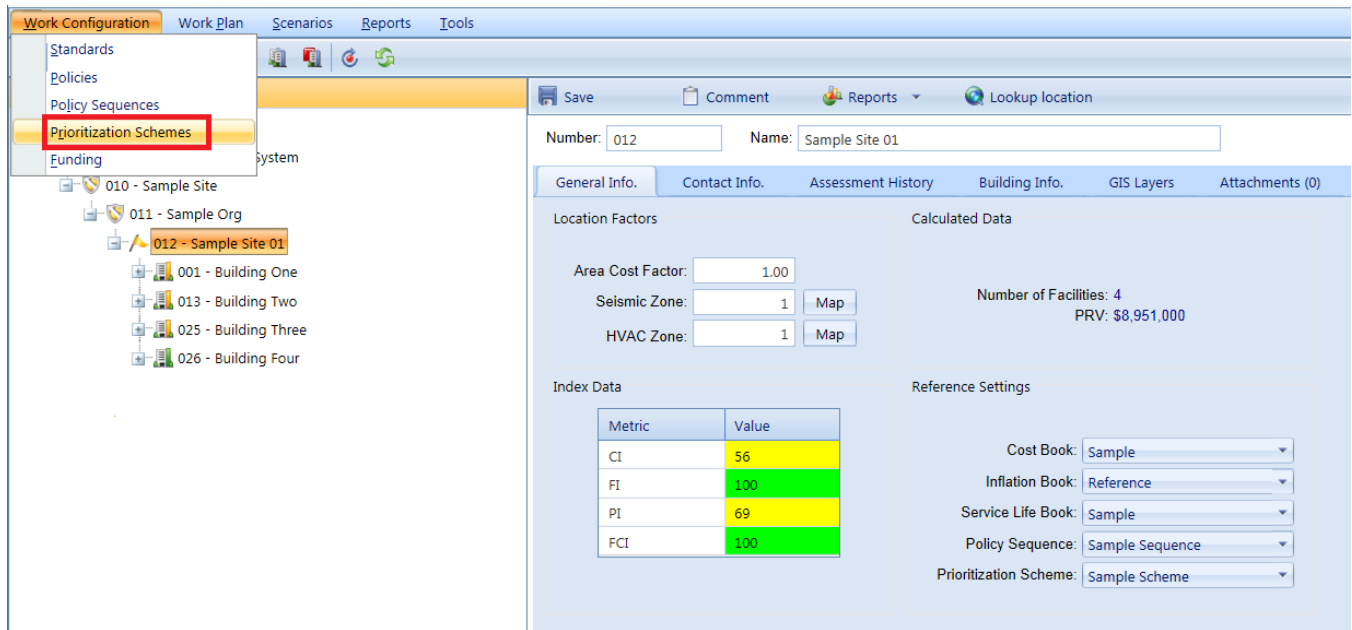 Work Configuration Work Plan Scenarios Reports Tools
Standards
Policies
Policy Sequences
Prioritization Schemes
Funding
System
010 - Sample Site
011 - Sample Org
012 - Sample Site 01
001 - Building One
013 - Building Two
025 - Building Three
026 - Building Four
Save Comment Reports Lookup location
Number: 012 Name: Sample Site 01
General Info. Contact Info. Assessment History Building Info. GIS Layers Attachments (0)
Location Factors
Area Cost Factor: 1.00
Seismic Zone: 1 Map
HVAC Zone: 1 Map
Calculated Data
Number of Facilities: 4
PRV: $8,951,000
Index Data
Metric Value
CI 56
FI 100
PI 69
FCI 100
Reference Settings
Cost Book: Sample
Inflation Book: Reference
Service Life Book: Sample
Policy Sequence: Sample Sequence
Prioritization Scheme: Sample Scheme